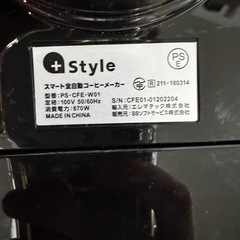 +Style
PS
E
スマート全自動コーヒーメーカー
R 211-180314
型名：PS-CFE-W01
定格：100V 50/60Hz
消費電力：670W
MADE IN CHINA
S/N：CFE01-01202204
輸入元：エレマテック株式会社
販売元：BBソフトサービス株式会社